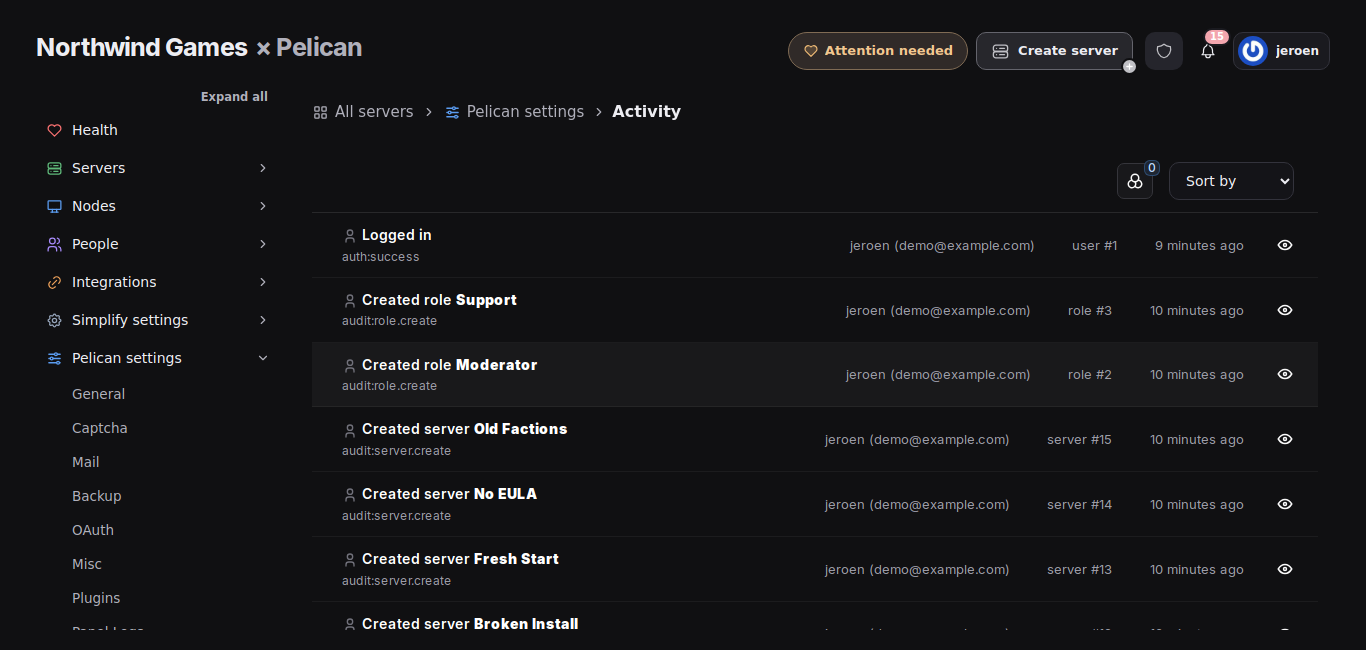 Northwind Games × Pelican
Attention needed
Create server
15
jeroen
Expand all
Health
Servers
Nodes
People
Integrations
Simplify settings
Pelican settings
General
Captcha
Mail
Backup
OAuth
Misc
Plugins
Panel Logs
All servers > Pelican settings > Activity
0
Sort by
Logged in
auth:success
jeroen (demo@example.com) user #1 9 minutes ago
Created role Support
audit:role.create
jeroen (demo@example.com) role #3 10 minutes ago
Created role Moderator
audit:role.create
jeroen (demo@example.com) role #2 10 minutes ago
Created server Old Factions
audit:server.create
jeroen (demo@example.com) server #15 10 minutes ago
Created server No EULA
audit:server.create
jeroen (demo@example.com) server #14 10 minutes ago
Created server Fresh Start
audit:server.create
jeroen (demo@example.com) server #13 10 minutes ago
Created server Broken Install